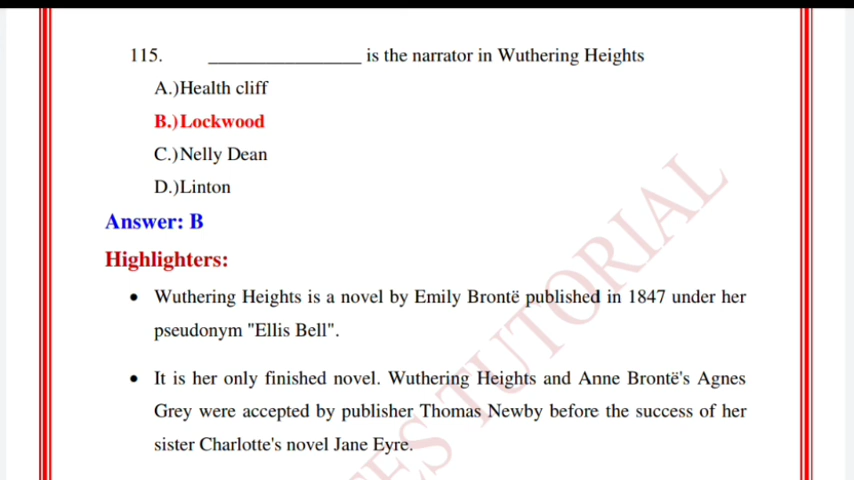 115. _______________ is the narrator in Wuthering Heights
A.)Health cliff
B.)Lockwood
C.)Nelly Dean
D.)Linton
Answer: B
Highlighters:
• Wuthering Heights is a novel by Emily Brontë published in 1847 under her
pseudonym "Ellis Bell".
• It is her only finished novel. Wuthering Heights and Anne Brontë's Agnes
Grey were accepted by publisher Thomas Newby before the success of her
sister Charlotte's novel Jane Eyre.
TUTORIAL